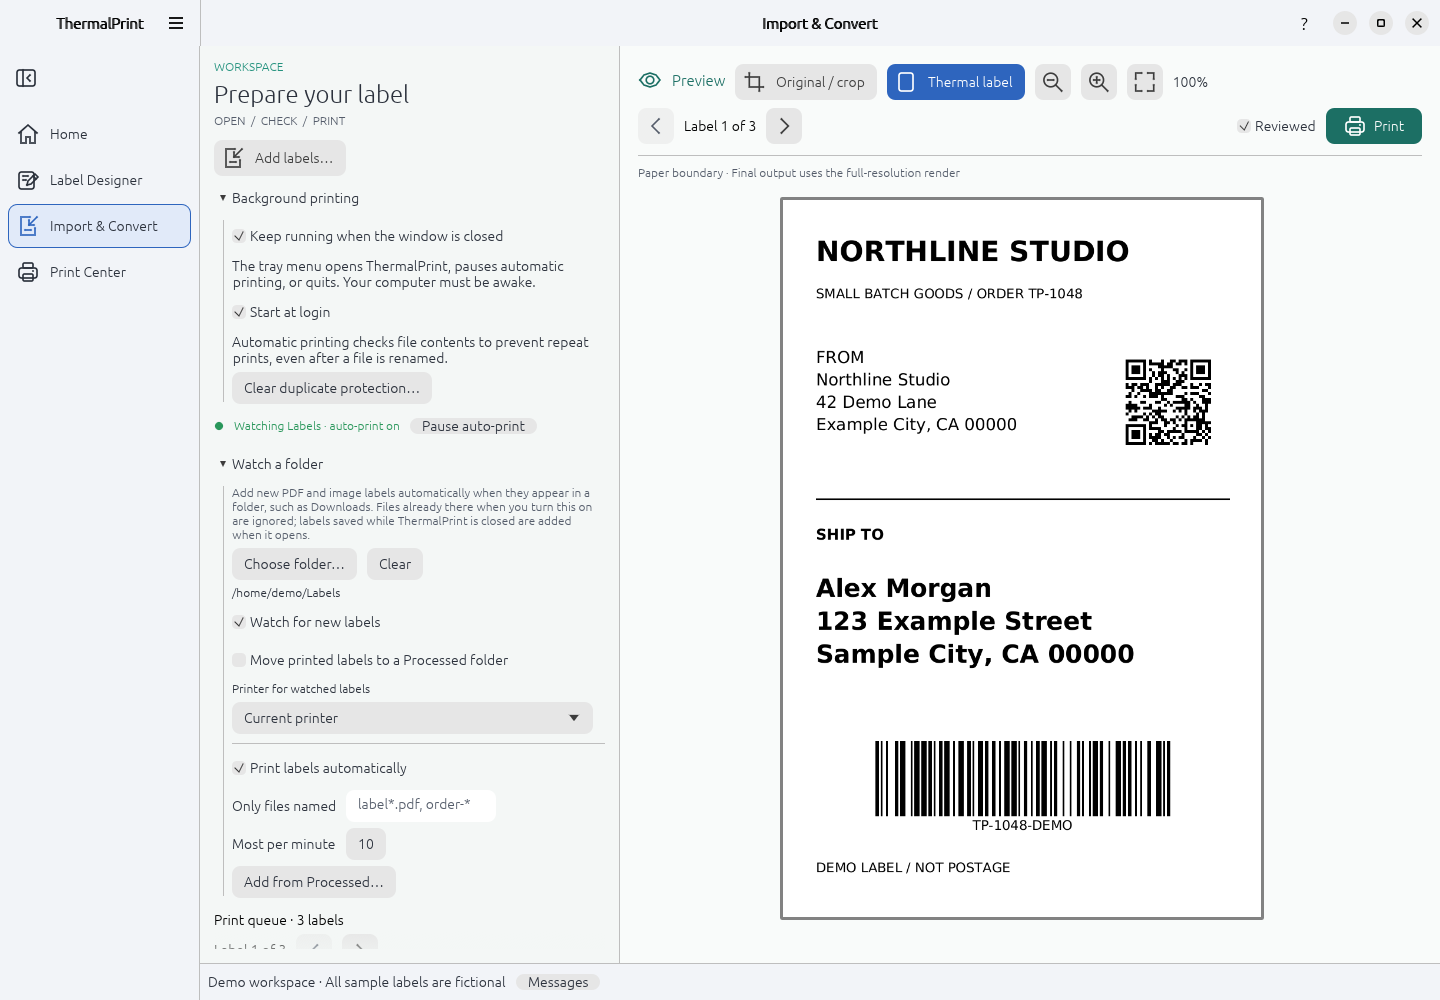 ThermalPrint
Import & Convert
?
Home
Label Designer
Import & Convert
Print Center
WORKSPACE
Prepare your label
OPEN / CHECK / PRINT
Add labels...
Background printing
Keep running when the window is closed
The tray menu opens ThermalPrint, pauses automatic
printing, or quits. Your computer must be awake.
Start at login
Automatic printing checks file contents to prevent repeat
prints, even after a file is renamed.
Clear duplicate protection...
Watching Labels · auto-print on
Pause auto-print
Watch a folder
Add new PDF and image labels automatically when they appear in a
folder, such as Downloads. Files already there when you turn this on
are ignored; labels saved while ThermalPrint is closed are added
when it opens.
Choose folder...
Clear
/home/demo/Labels
Watch for new labels
Move printed labels to a Processed folder
Printer for watched labels
Current printer
Print labels automatically
Only files named
label*.pdf, order-*
Most per minute
10
Add from Processed...
Print queue · 3 labels
Label 1 of 3
Preview
Original / crop
Thermal label
100%
Label 1 of 3
Reviewed
Print
Paper boundary · Final output uses the full-resolution render
NORTHLINE STUDIO
SMALL BATCH GOODS / ORDER TP-1048
FROM
Northline Studio
42 Demo Lane
Example City, CA 00000
SHIP TO
Alex Morgan
123 Example Street
Sample City, CA 00000
TP-1048-DEMO
DEMO LABEL / NOT POSTAGE
Demo workspace · All sample labels are fictional
Messages